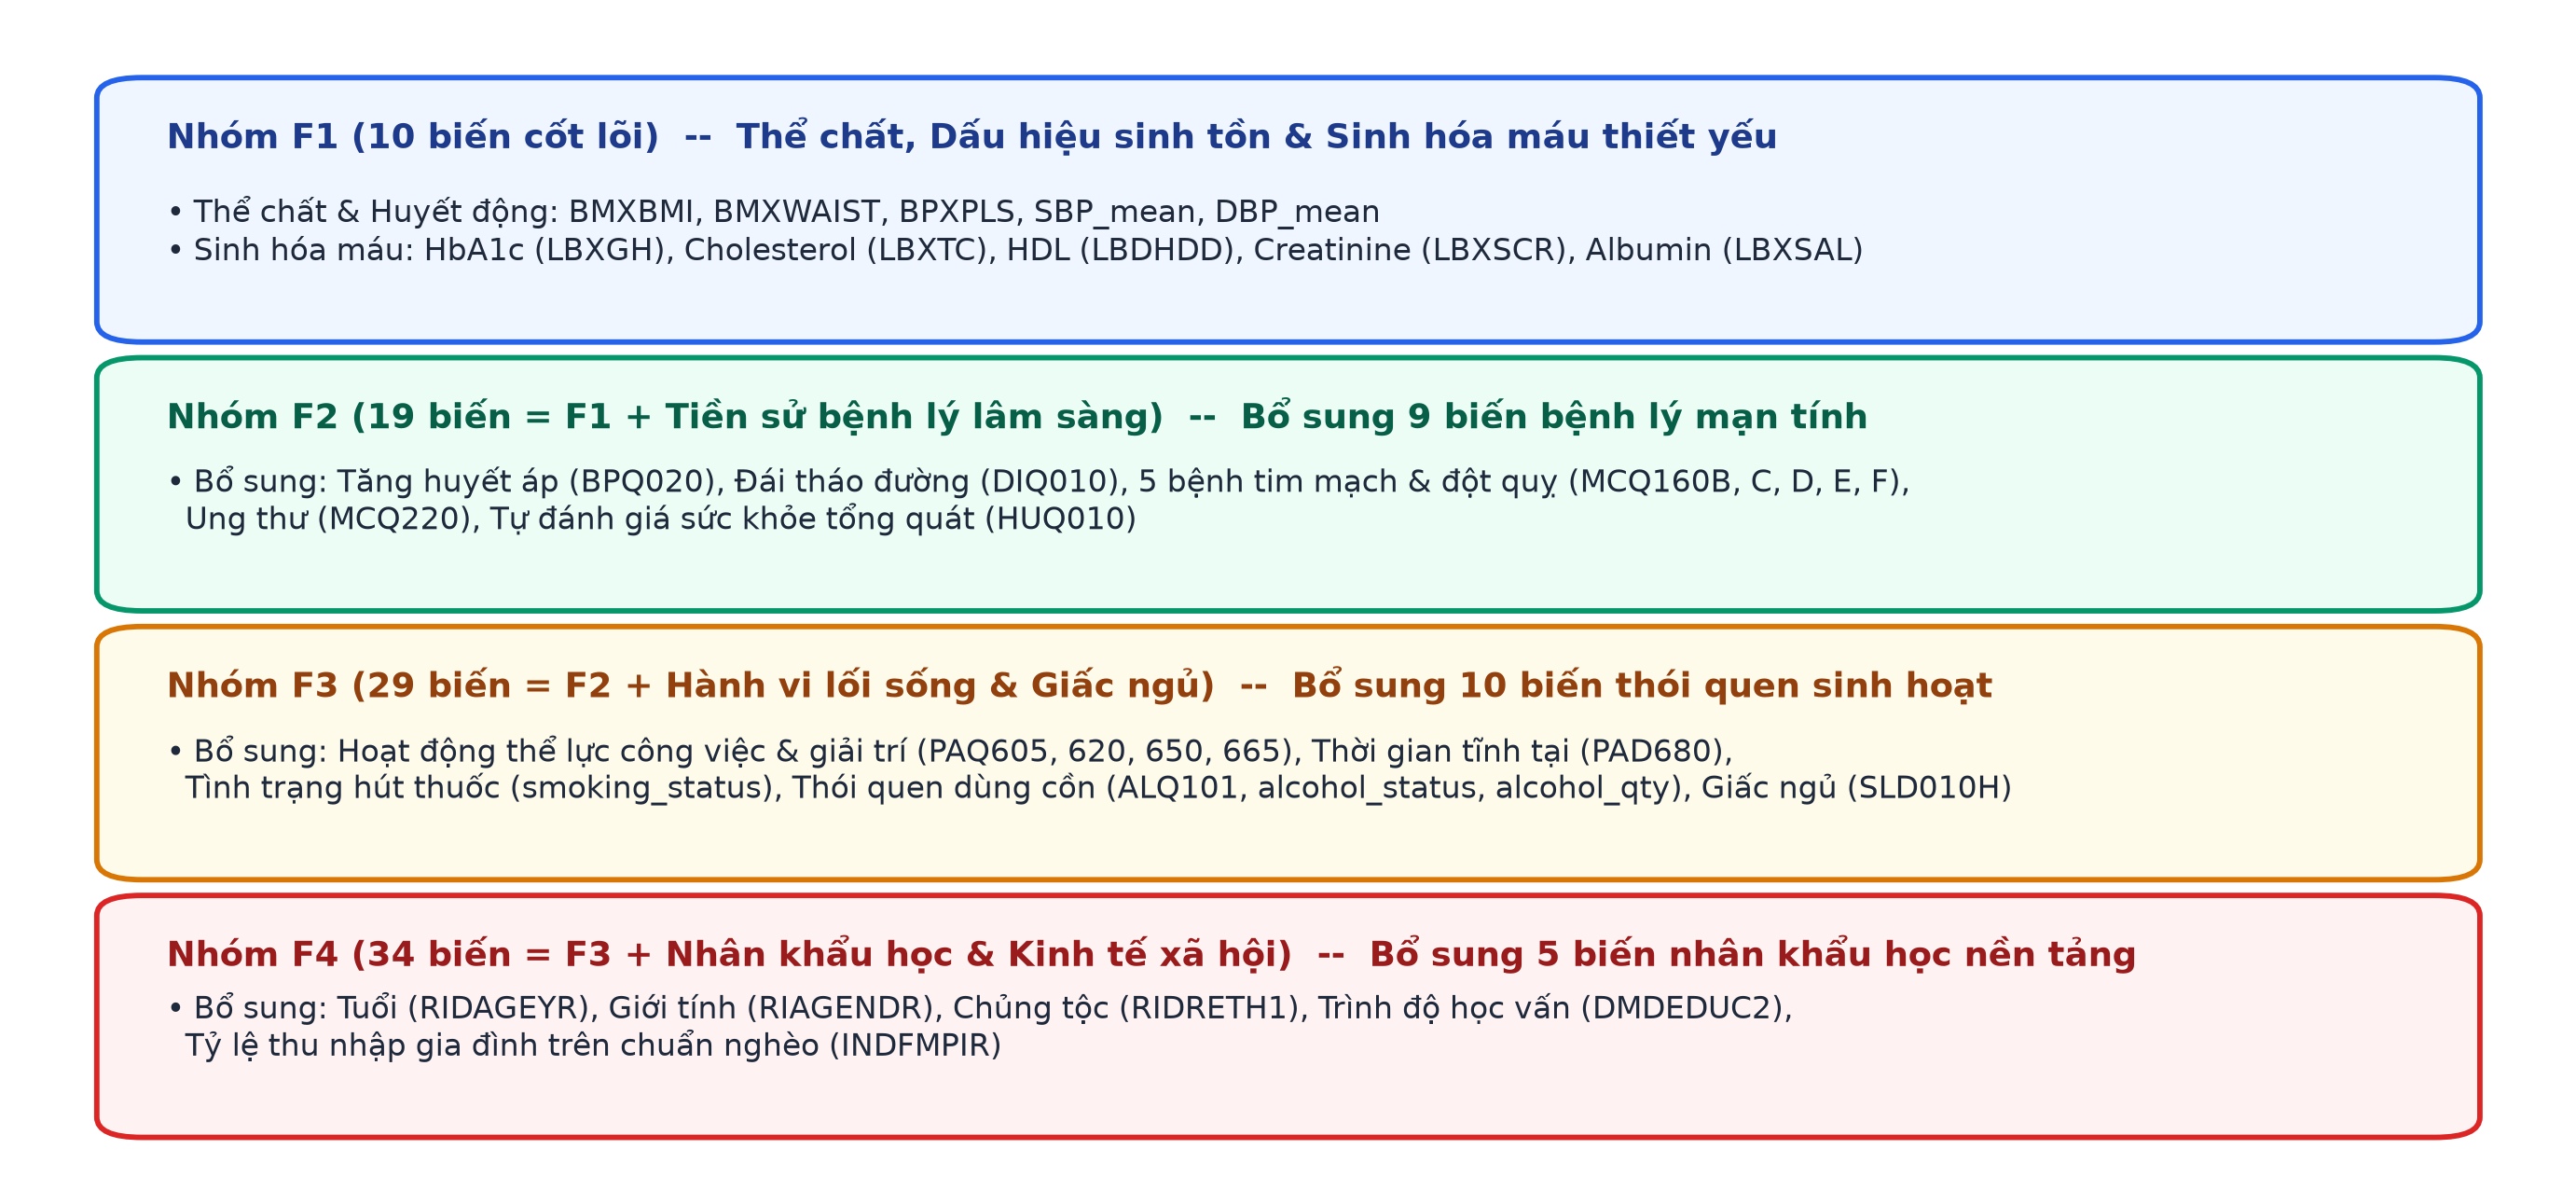 Nhóm F1 (10 biến cốt lõi)  --  Thể chất, Dấu hiệu sinh tồn & Sinh hóa máu thiết yếu
• Thể chất & Huyết động: BMXBMI, BMXWAIST, BPXPLS, SBP_mean, DBP_mean
• Sinh hóa máu: HbA1c (LBXGH), Cholesterol (LBXTC), HDL (LBDHDD), Creatinine (LBXSCR), Albumin (LBXSAL)
Nhóm F2 (19 biến = F1 + Tiền sử bệnh lý lâm sàng)  --  Bổ sung 9 biến bệnh lý mạn tính
• Bổ sung: Tăng huyết áp (BPQ020), Đái tháo đường (DIQ010), 5 bệnh tim mạch & đột quỵ (MCQ160B, C, D, E, F),
Ung thư (MCQ220), Tự đánh giá sức khỏe tổng quát (HUQ010)
Nhóm F3 (29 biến = F2 + Hành vi lối sống & Giấc ngủ)  --  Bổ sung 10 biến thói quen sinh hoạt
• Bổ sung: Hoạt động thể lực công việc & giải trí (PAQ605, 620, 650, 665), Thời gian tĩnh tại (PAD680),
Tình trạng hút thuốc (smoking_status), Thói quen dùng cồn (ALQ101, alcohol_status, alcohol_qty), Giấc ngủ (SLD010H)
Nhóm F4 (34 biến = F3 + Nhân khẩu học & Kinh tế xã hội)  --  Bổ sung 5 biến nhân khẩu học nền tảng
• Bổ sung: Tuổi (RIDAGEYR), Giới tính (RIAGENDR), Chủng tộc (RIDRETH1), Trình độ học vấn (DMDEDUC2),
Tỷ lệ thu nhập gia đình trên chuẩn nghèo (INDFMPIR)